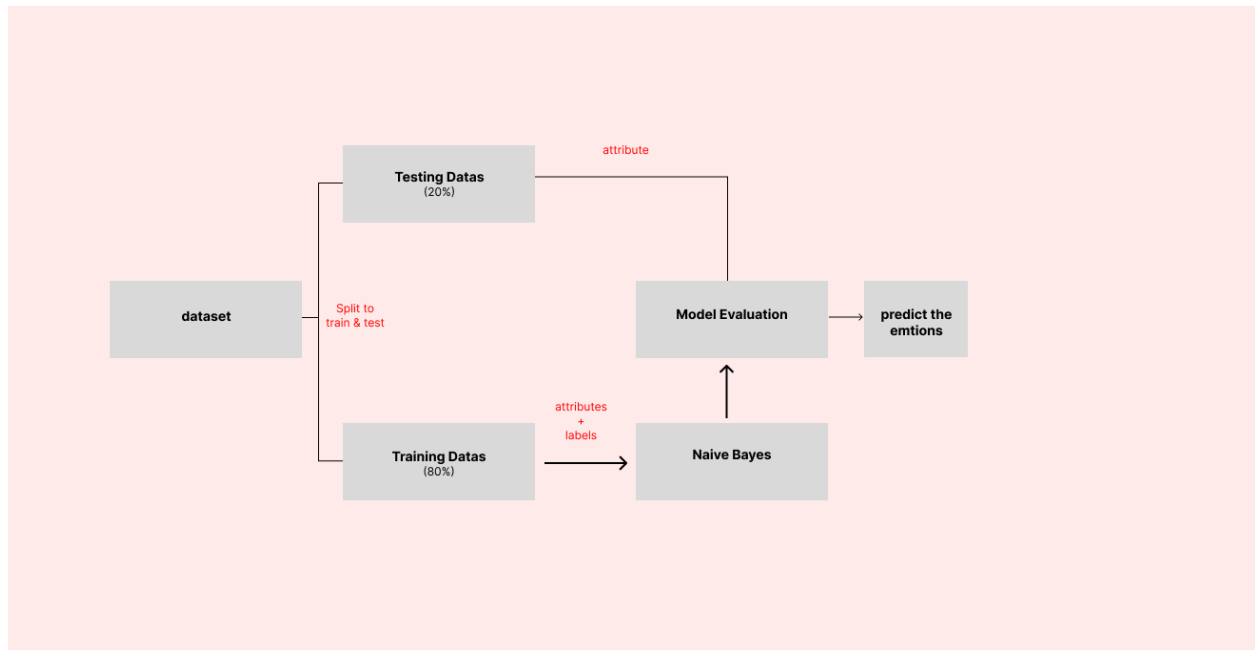 attribute
Testing Datas
(20%)
dataset
Split to
train & test
Model Evaluation
predict the
emtions
attributes
+
labels
Training Datas
(80%)
Naive Bayes